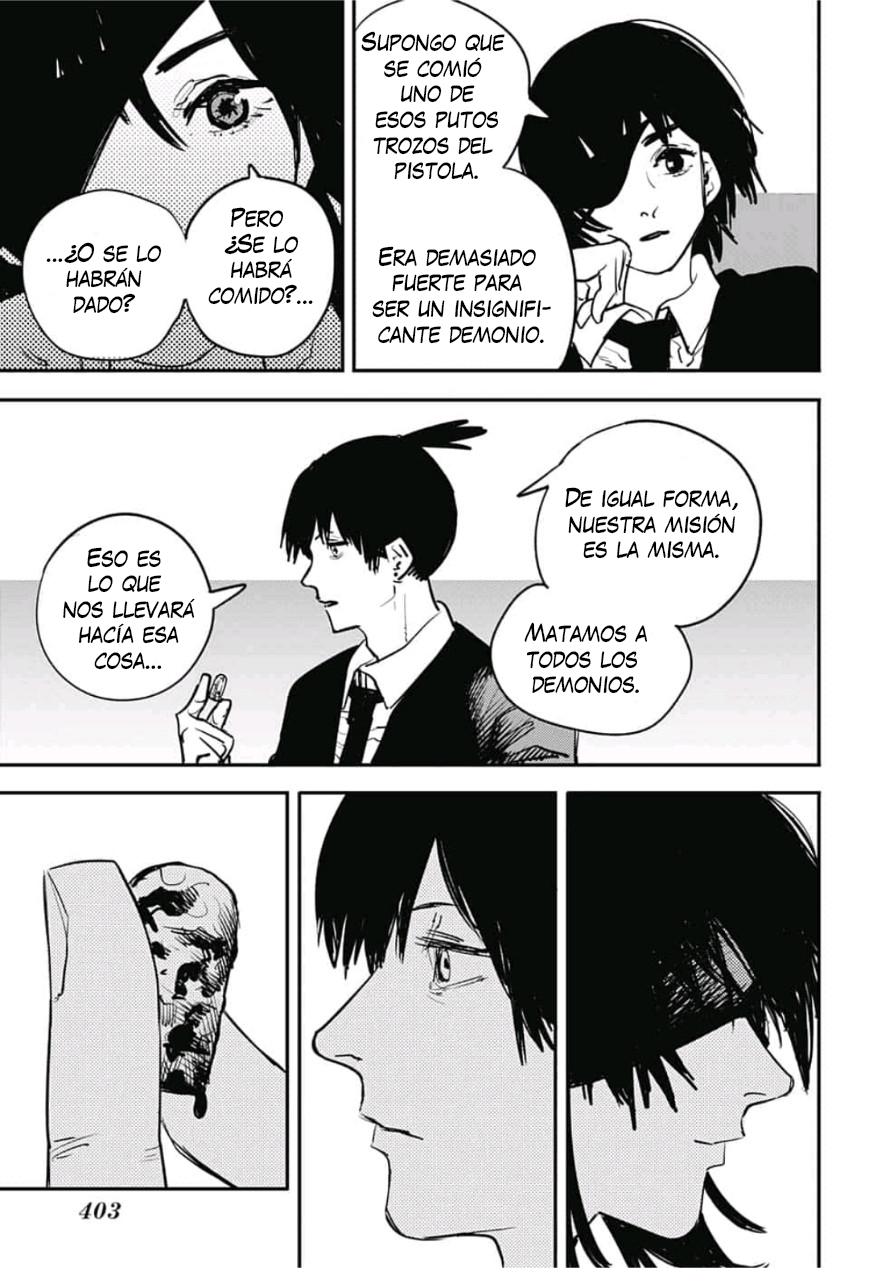 SUPONGO QUE
SE COMIÓ
UNO DE
ESOS PUTOS
TROZOS DEL
PISTOLA.
ERA DEMASIADO
FUERTE PARA
SER UN INSIGNIFI-
CANTE DEMONIO.
PERO
¿SE LO
HABRÁ
COMIDO?...
...¿O SE LO
HABRÁN
DADO?
DE IGUAL FORMA,
NUESTRA MISIÓN
ES LA MISMA.
MATAMOS A
TODOS LOS
DEMONIOS.
ESO ES
LO QUE
NOS LLEVARÁ
HACÍA ESA
COSA...
403